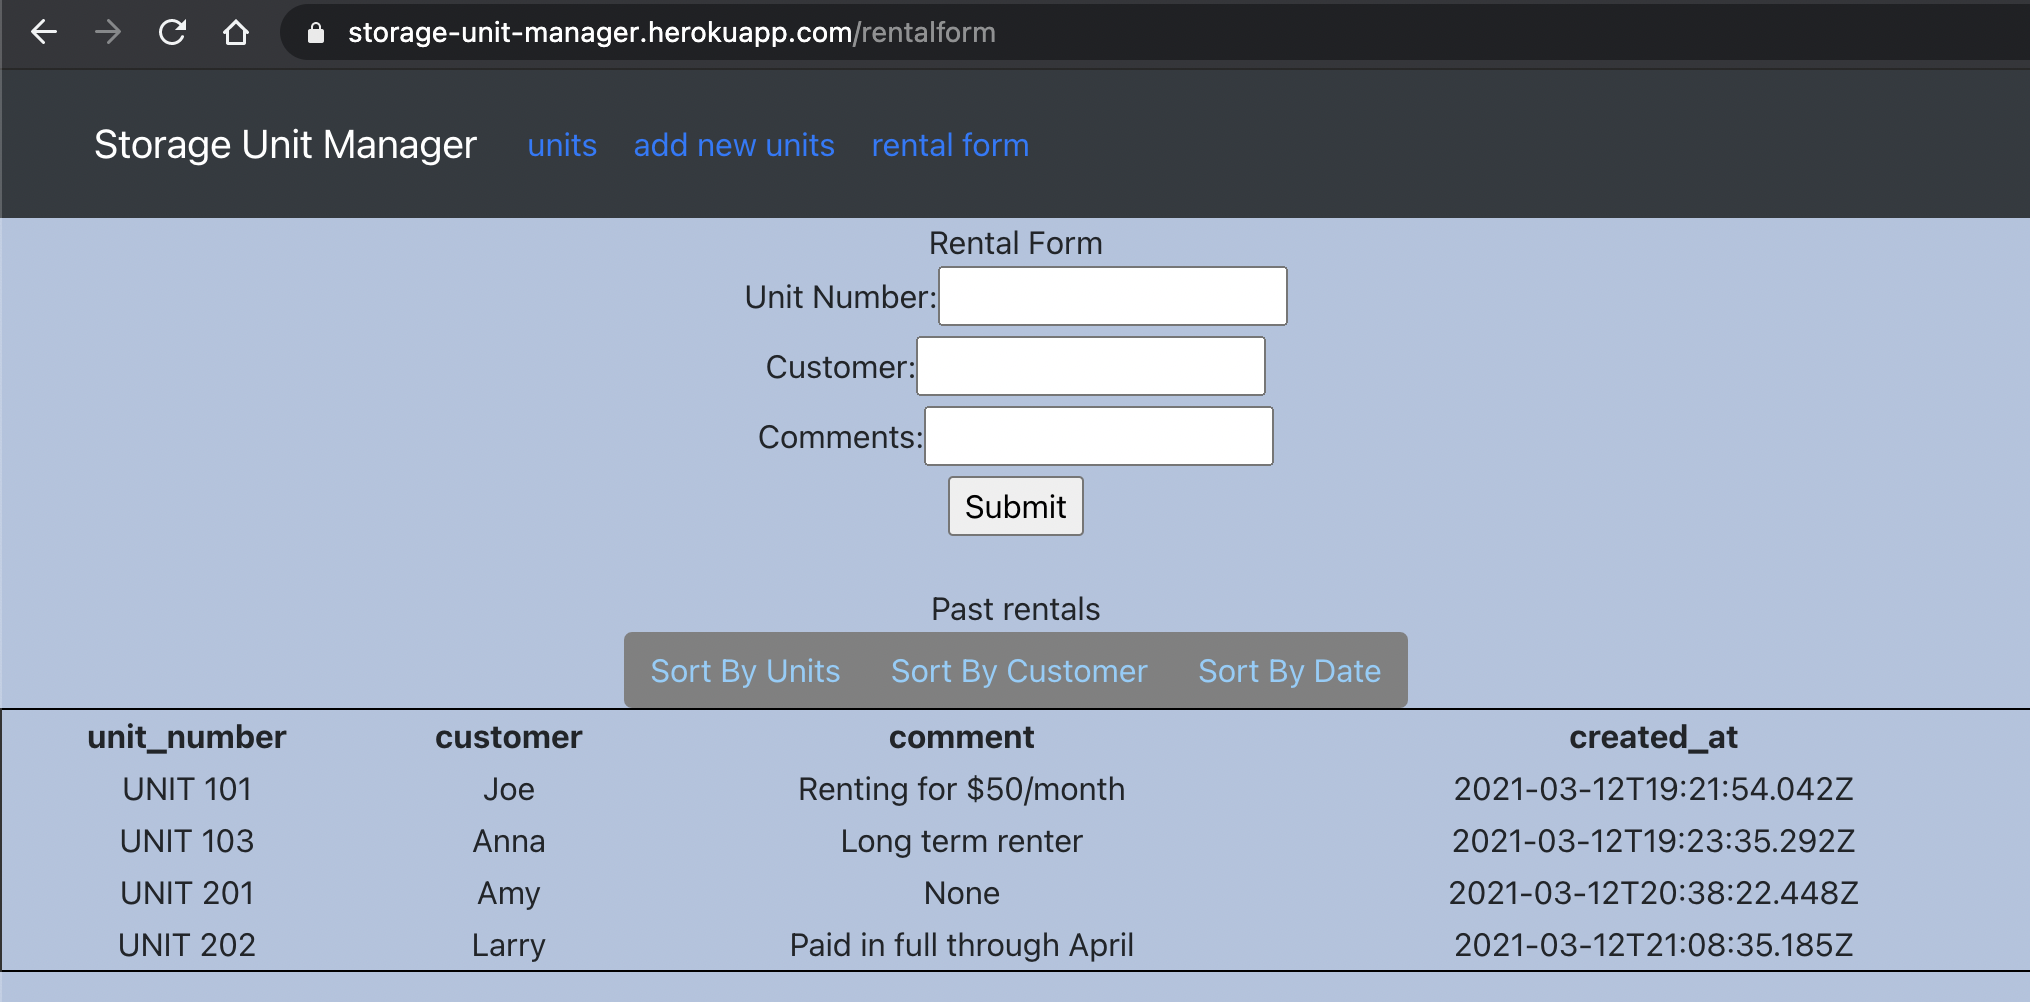 storage-unit-manager.herokuapp.com/rentalform
Storage Unit Manager units add new units rental form
Rental Form
Unit Number:
Customer:
Comments:
Submit
Past rentals
Sort By Units Sort By Customer Sort By Date
unit_number customer comment created_at
UNIT 101 Joe Renting for $50/month 2021-03-12T19:21:54.042Z
UNIT 103 Anna Long term renter 2021-03-12T19:23:35.292Z
UNIT 201 Amy None 2021-03-12T20:38:22.448Z
UNIT 202 Larry Paid in full through April 2021-03-12T21:08:35.185Z